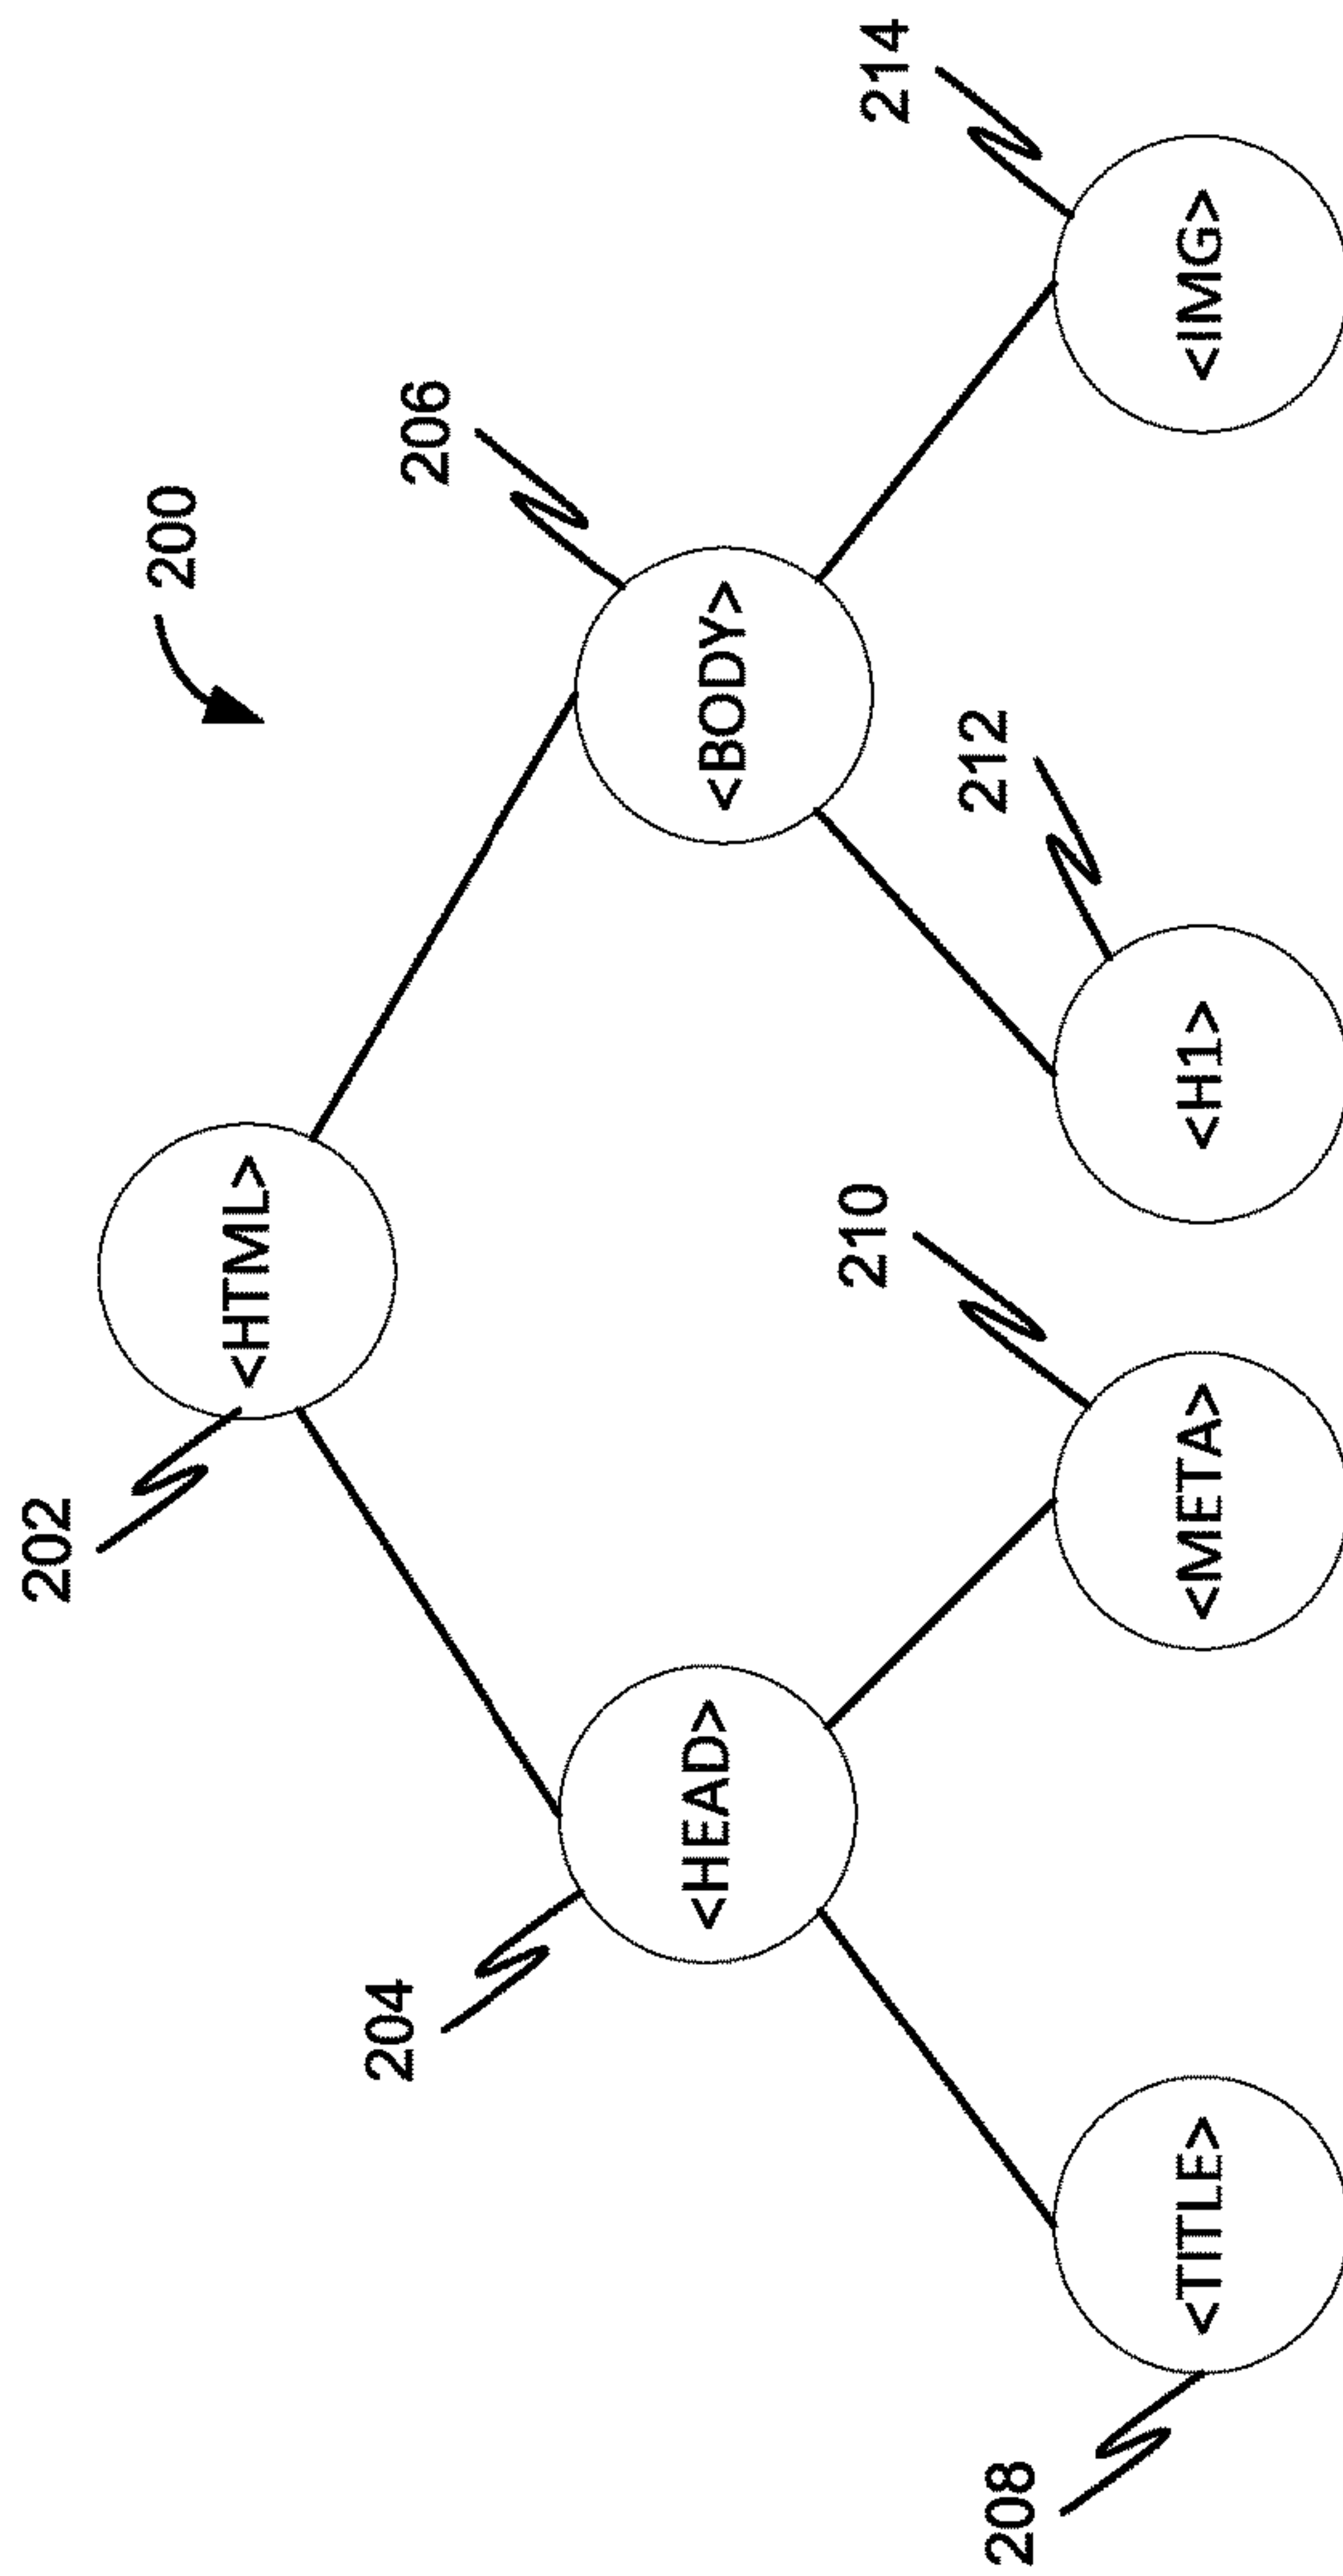 200
202
<HTML>
204
<HEAD>
206
<BODY>
208
<TITLE>
210
<META>
212
<H1>
214
<IMG>